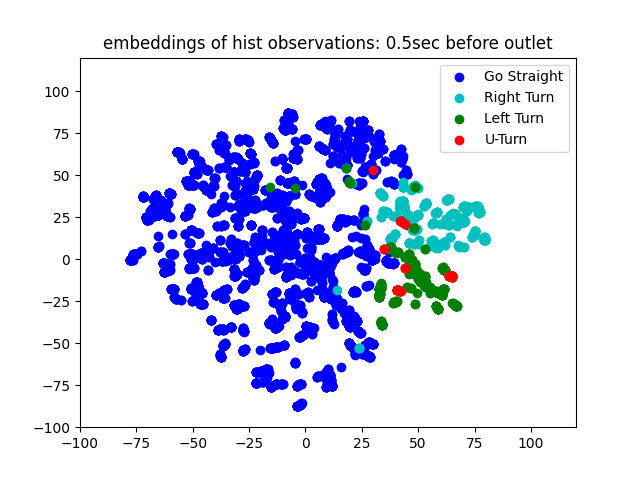 embeddings of hist observations: 0.5sec before outlet
Go Straight
Right Turn
Left Turn
U-Turn
100
75
50
25
0
−25
−50
−75
−100
−100 −75 −50 −25 0 25 50 75 100